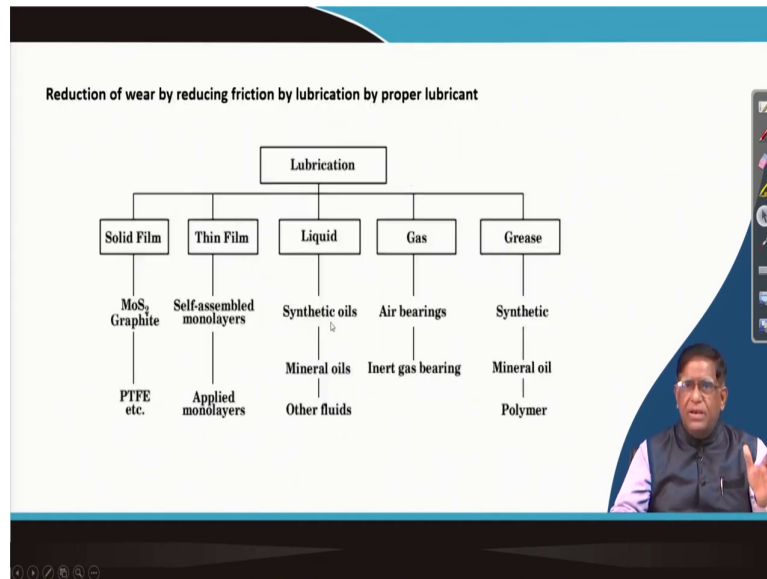 Reduction of wear by reducing friction by lubrication by proper lubricant
Lubrication
Solid Film
Thin Film
Liquid
Gas
Grease
MoS₂
Graphite
PTFE
etc.
Self-assembled
monolayers
Applied
monolayers
Synthetic oils
Mineral oils
Other fluids
Air bearings
Inert gas bearing
Synthetic
Mineral oil
Polymer